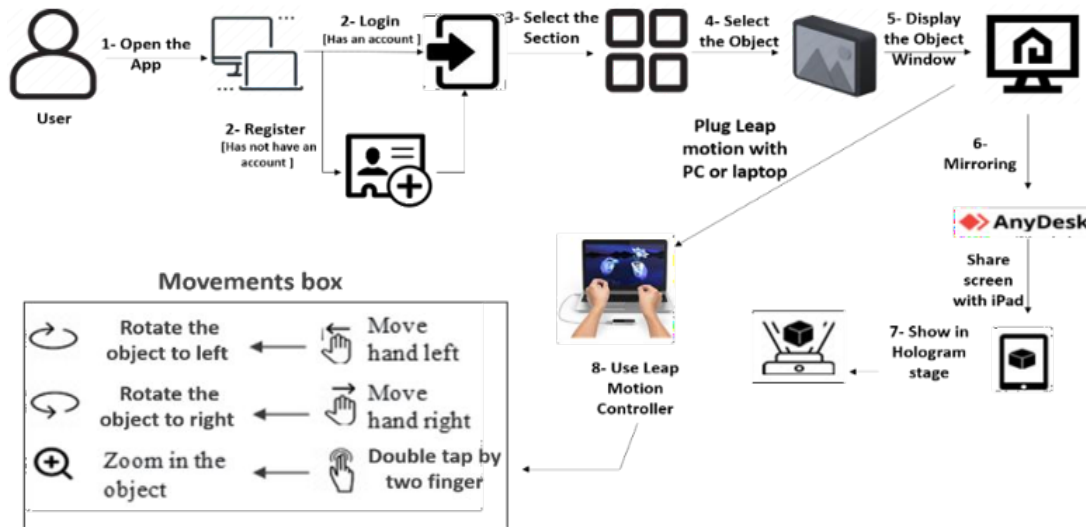 1- Open the
App
User
2- Login
[Has an account ]
2- Register
[Has not have an
account ]
3- Select the
Section
4- Select
the Object
5- Display
the Object
Window
Plug Leap
motion with
PC or laptop
6-
Mirroring
AnyDesk
Share
screen
with iPad
7- Show in
Hologram
stage
8- Use Leap
Motion
Controller
Movements box
Rotate the
object to left
Move
hand left
Rotate the
object to right
Move
hand right
Zoom in the
object
Double tap by
two finger